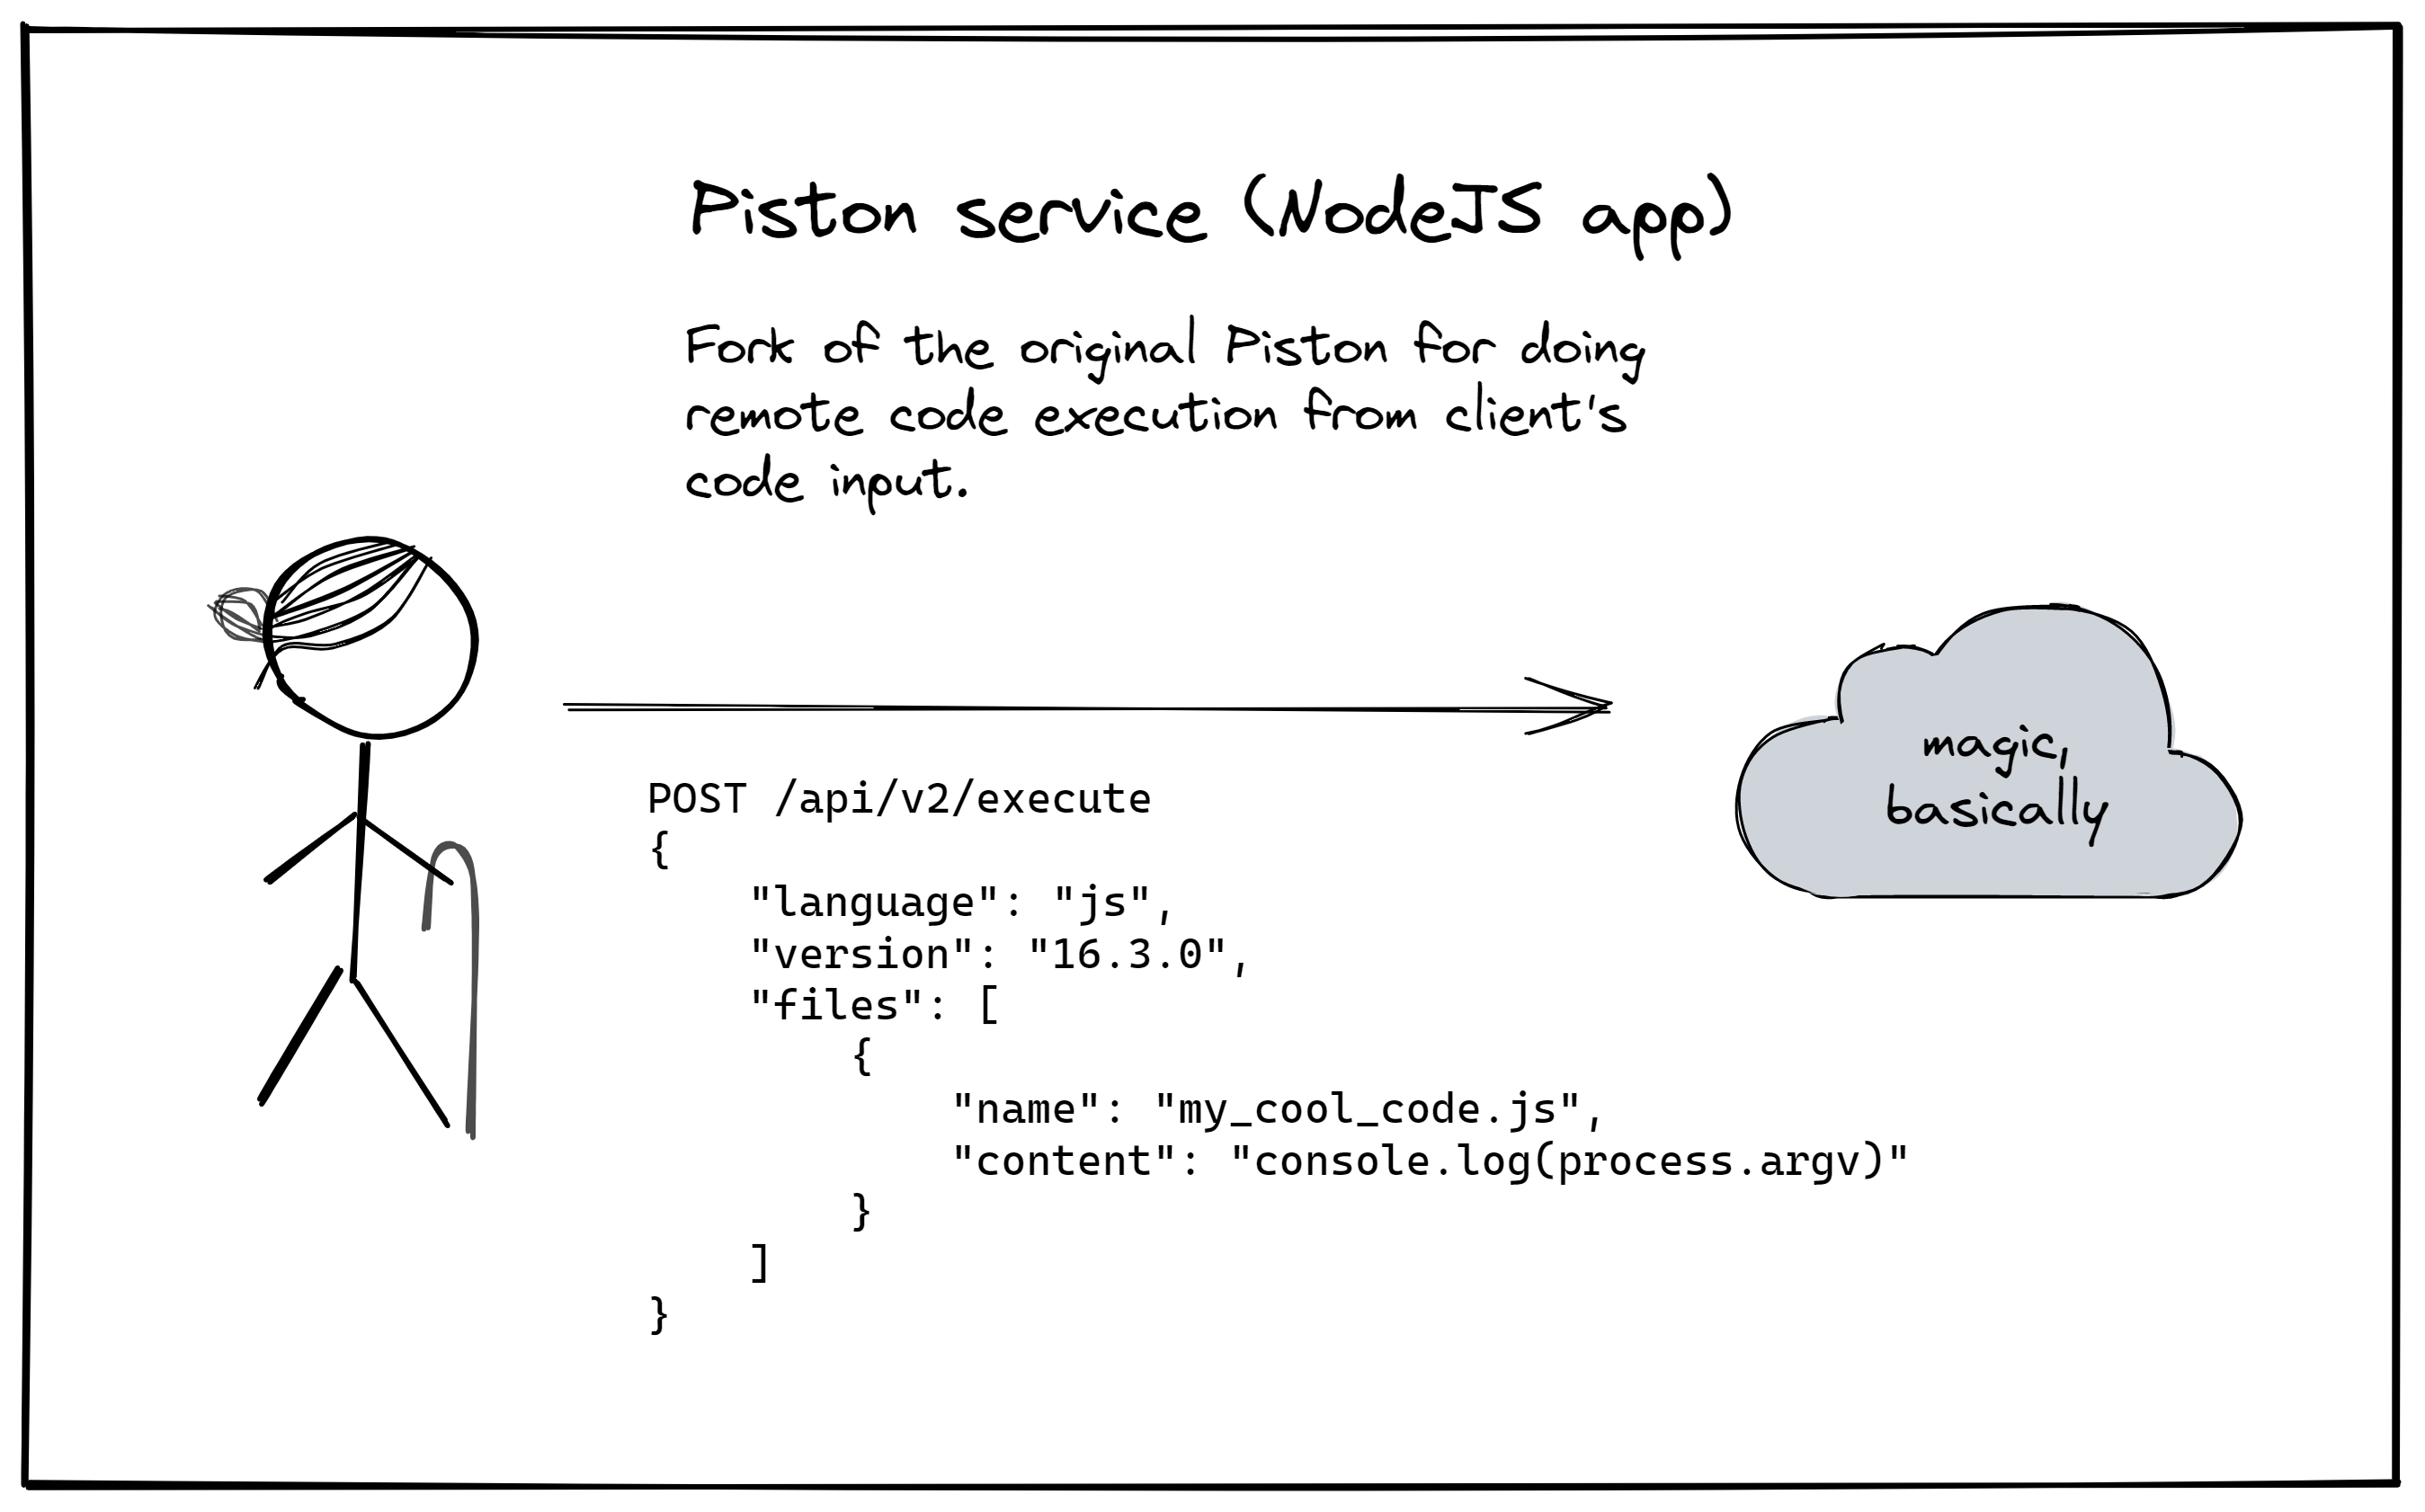 Piston service (NodeJS app)
Fork of the original Piston for doing
remote code execution from client's
code input.
magic,
basically
POST /api/v2/execute
{
    "language": "js",
    "version": "16.3.0",
    "files": [
        {
            "name": "my_cool_code.js",
            "content": "console.log(process.argv)"
        }
    ]
}